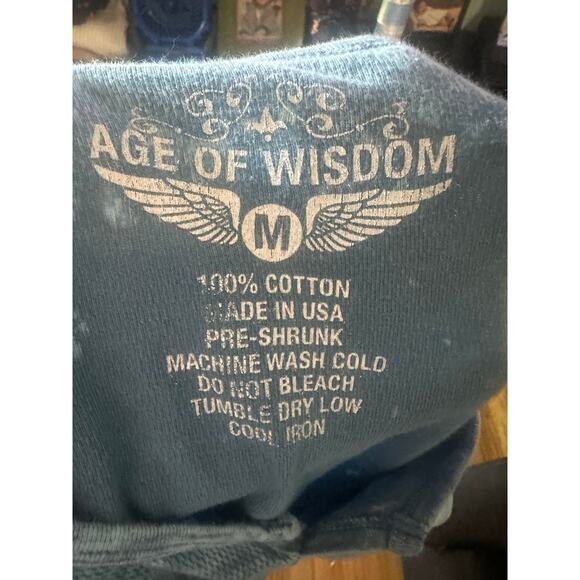 AGE OF WISDOM
M
100% COTTON
MADE IN USA
PRE-SHRUNK
MACHINE WASH COLD
DO NOT BLEACH
TUMBLE DRY LOW
COOL IRON